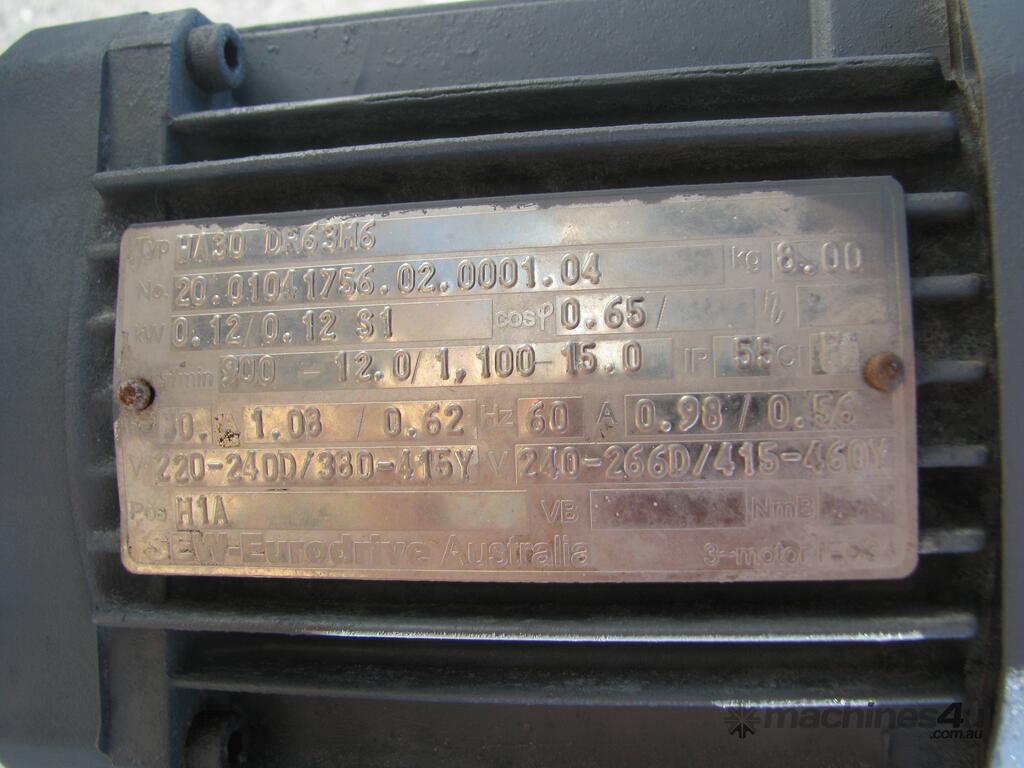 Typ HA30 DR63M6
No. 20.01041756.02.0001.04 kg 8.00
kW 0.12/0.12 S1 cosφ 0.65/ η
r/min 900 - 12.0/1,100-15.0 IP 55 Cl
A 1.08 / 0.62 Hz 60 A 0.98 / 0.56
V 220-240D/380-415Y V 240-266D/415-460Y
Pos H1A VB NmB
SEW-Eurodrive Australia 3~motor
machines4u
.com.au